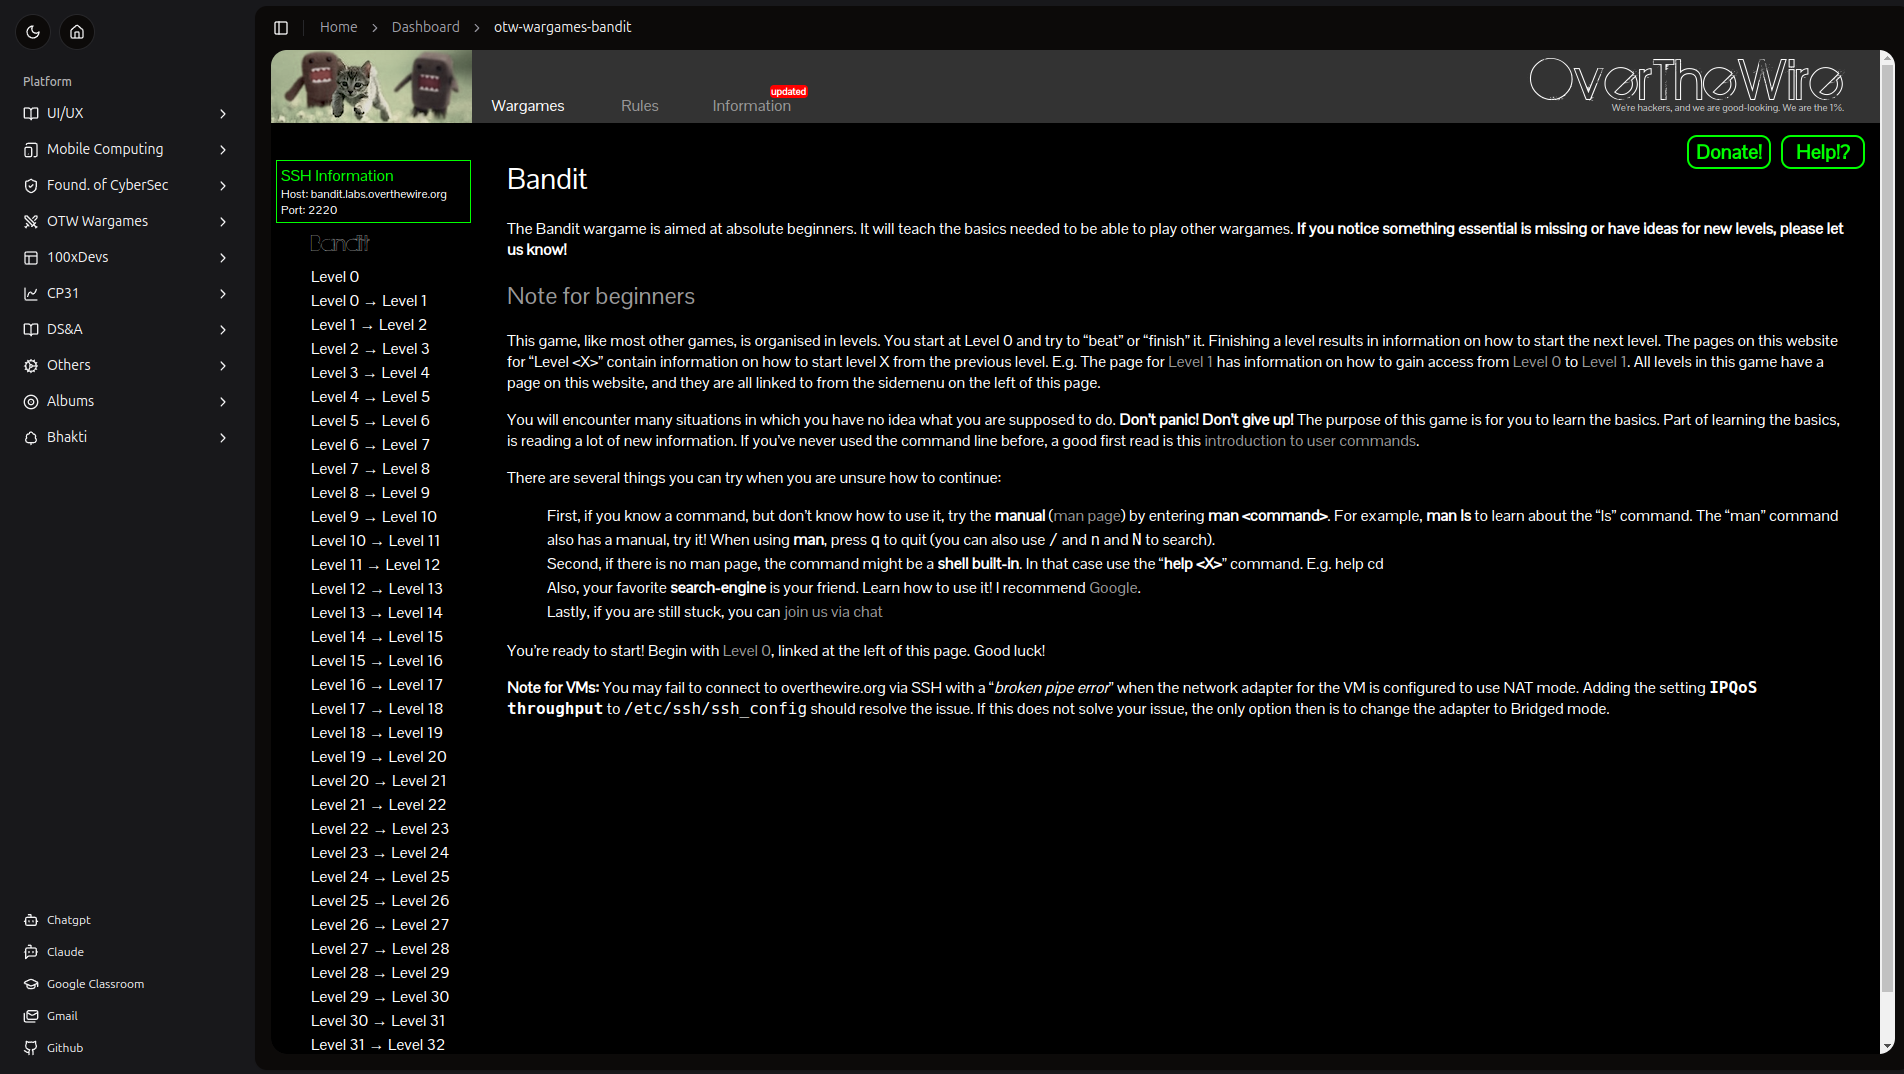 Home > Dashboard > otw-wargames-bandit
Platform
UI/UX
Mobile Computing
Found. of CyberSec
OTW Wargames
100xDevs
CP31
DS&A
Others
Albums
Bhakti
Chatgpt
Claude
Google Classroom
Gmail
Github
Wargames
Rules
Information
updated
OverTheWire
We're hackers, and we are good-looking. We are the 1%.
Donate!
Help!?
SSH Information
Host: bandit.labs.overthewire.org
Port: 2220
Bandit
Level 0
Level 0 → Level 1
Level 1 → Level 2
Level 2 → Level 3
Level 3 → Level 4
Level 4 → Level 5
Level 5 → Level 6
Level 6 → Level 7
Level 7 → Level 8
Level 8 → Level 9
Level 9 → Level 10
Level 10 → Level 11
Level 11 → Level 12
Level 12 → Level 13
Level 13 → Level 14
Level 14 → Level 15
Level 15 → Level 16
Level 16 → Level 17
Level 17 → Level 18
Level 18 → Level 19
Level 19 → Level 20
Level 20 → Level 21
Level 21 → Level 22
Level 22 → Level 23
Level 23 → Level 24
Level 24 → Level 25
Level 25 → Level 26
Level 26 → Level 27
Level 27 → Level 28
Level 28 → Level 29
Level 29 → Level 30
Level 30 → Level 31
Level 31 → Level 32
Bandit
The Bandit wargame is aimed at absolute beginners. It will teach the basics needed to be able to play other wargames. If you notice something essential is missing or have ideas for new levels, please let
us know!
Note for beginners
This game, like most other games, is organised in levels. You start at Level 0 and try to “beat” or “finish” it. Finishing a level results in information on how to start the next level. The pages on this website
for “Level <X>” contain information on how to start level X from the previous level. E.g. The page for Level 1 has information on how to gain access from Level 0 to Level 1. All levels in this game have a
page on this website, and they are all linked to from the sidemenu on the left of this page.
You will encounter many situations in which you have no idea what you are supposed to do. Don’t panic! Don’t give up! The purpose of this game is for you to learn the basics. Part of learning the basics,
is reading a lot of new information. If you’ve never used the command line before, a good first read is this introduction to user commands.
There are several things you can try when you are unsure how to continue:
First, if you know a command, but don’t know how to use it, try the manual (man page) by entering man <command>. For example, man ls to learn about the “ls” command. The “man” command
also has a manual, try it! When using man, press q to quit (you can also use / and n and N to search).
Second, if there is no man page, the command might be a shell built-in. In that case use the “help <X>” command. E.g. help cd
Also, your favorite search-engine is your friend. Learn how to use it! I recommend Google.
Lastly, if you are still stuck, you can join us via chat
You’re ready to start! Begin with Level 0, linked at the left of this page. Good luck!
Note for VMs: You may fail to connect to overthewire.org via SSH with a “broken pipe error” when the network adapter for the VM is configured to use NAT mode. Adding the setting IPQoS
throughput to /etc/ssh/ssh_config should resolve the issue. If this does not solve your issue, the only option then is to change the adapter to Bridged mode.